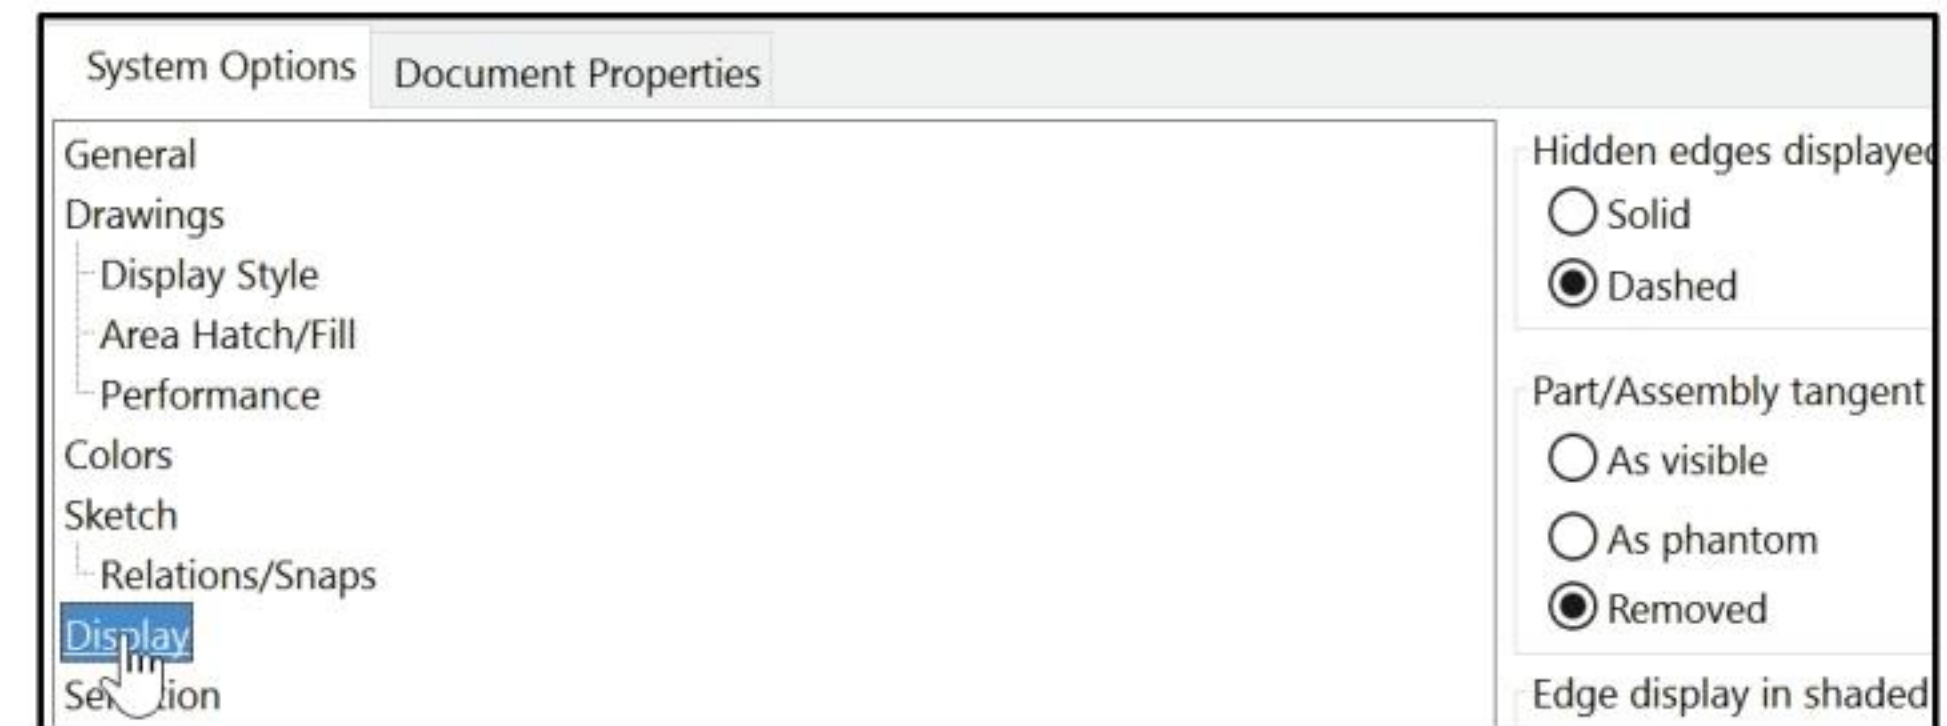 System Options Document Properties
General
Drawings
Display Style
Area Hatch/Fill
Performance
Colors
Sketch
Relations/Snaps
Display
Hidden edges displayed
Solid
Dashed
Part/Assembly tangent
As visible
As phantom
Removed
Edge display in shaded